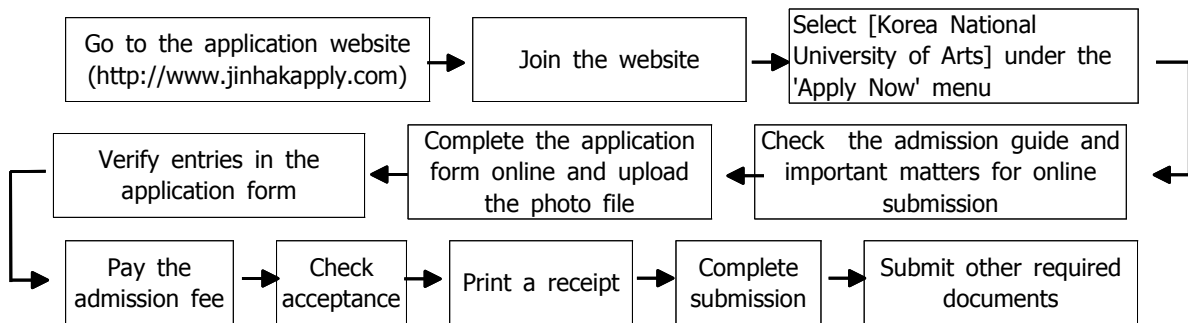 Go to the application website
(http://www.jinhakapply.com)
Join the website
Select [Korea National
University of Arts] under the
'Apply Now' menu
Check the admission guide and
important matters for online
submission
Complete the application
form online and upload
the photo file
Verify entries in the
application form
Pay the
admission fee
Check
acceptance
Print a receipt
Complete
submission
Submit other required
documents